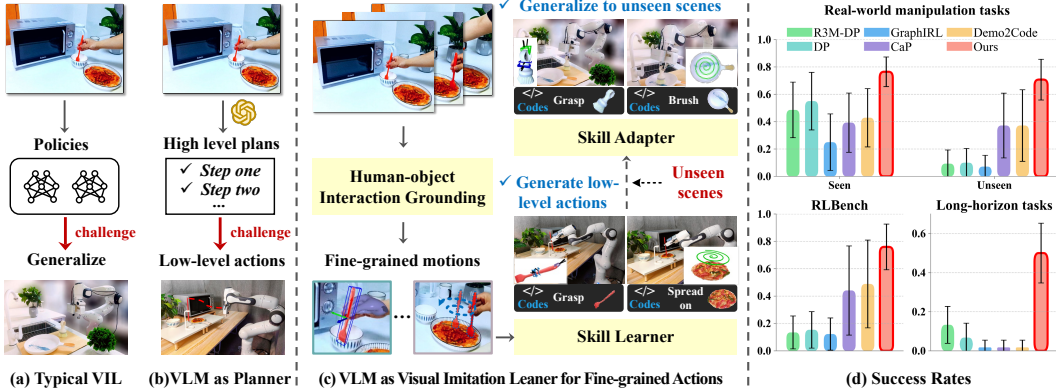 Policies
challenge
Generalize
(a) Typical VIL
High level plans
✓ Step one
✓ Step two
...
challenge
Low-level actions
(b)VLM as Planner
Human-object
Interaction Grounding
Fine-grained motions
✓ Generalize to unseen scenes
</>
Codes
Grasp
</>
Codes
Brush
Skill Adapter
✓ Generate low-
level actions
Unseen
scenes
</>
Codes
Grasp
</>
Codes
Spread
on
Skill Learner
(c) VLM as Visual Imitation Leaner for Fine-grained Actions
Real-world manipulation tasks
R3M-DP
GraphIRL
Demo2Code
DP
CaP
Ours
1.0
0.8
0.6
0.4
0.2
0.0
Seen
Unseen
RLBench
1.0
0.8
0.6
0.4
0.2
0.0
Long-horizon tasks
0.6
0.4
0.2
0.0
(d) Success Rates